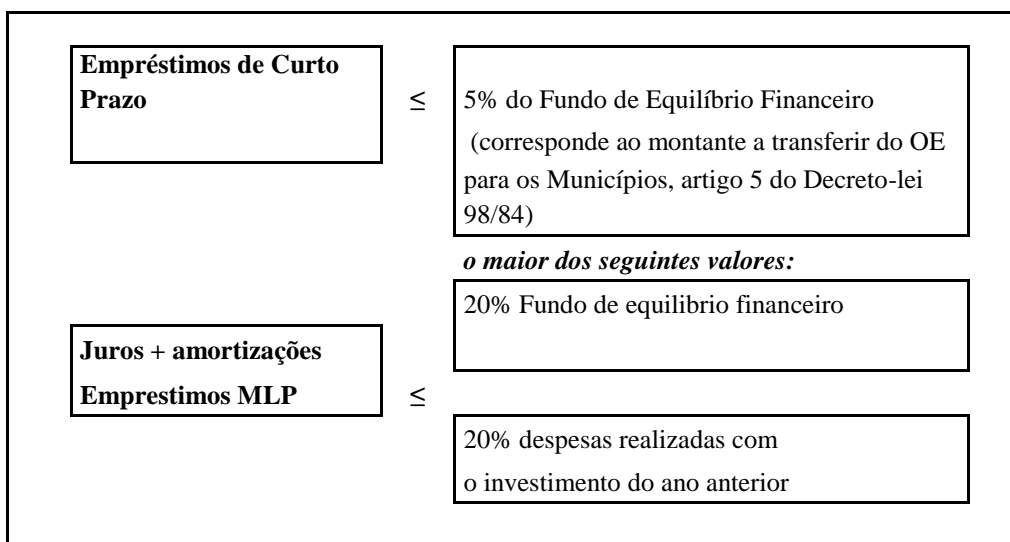 Empréstimos de Curto
Prazo
≤
5% do Fundo de Equilíbrio Financeiro
(corresponde ao montante a transferir do OE
para os Municípios, artigo 5 do Decreto-lei
98/84)
o maior dos seguintes valores:
20% Fundo de equilibrio financeiro
Juros + amortizações
Emprestimos MLP
≤
20% despesas realizadas com
o investimento do ano anterior